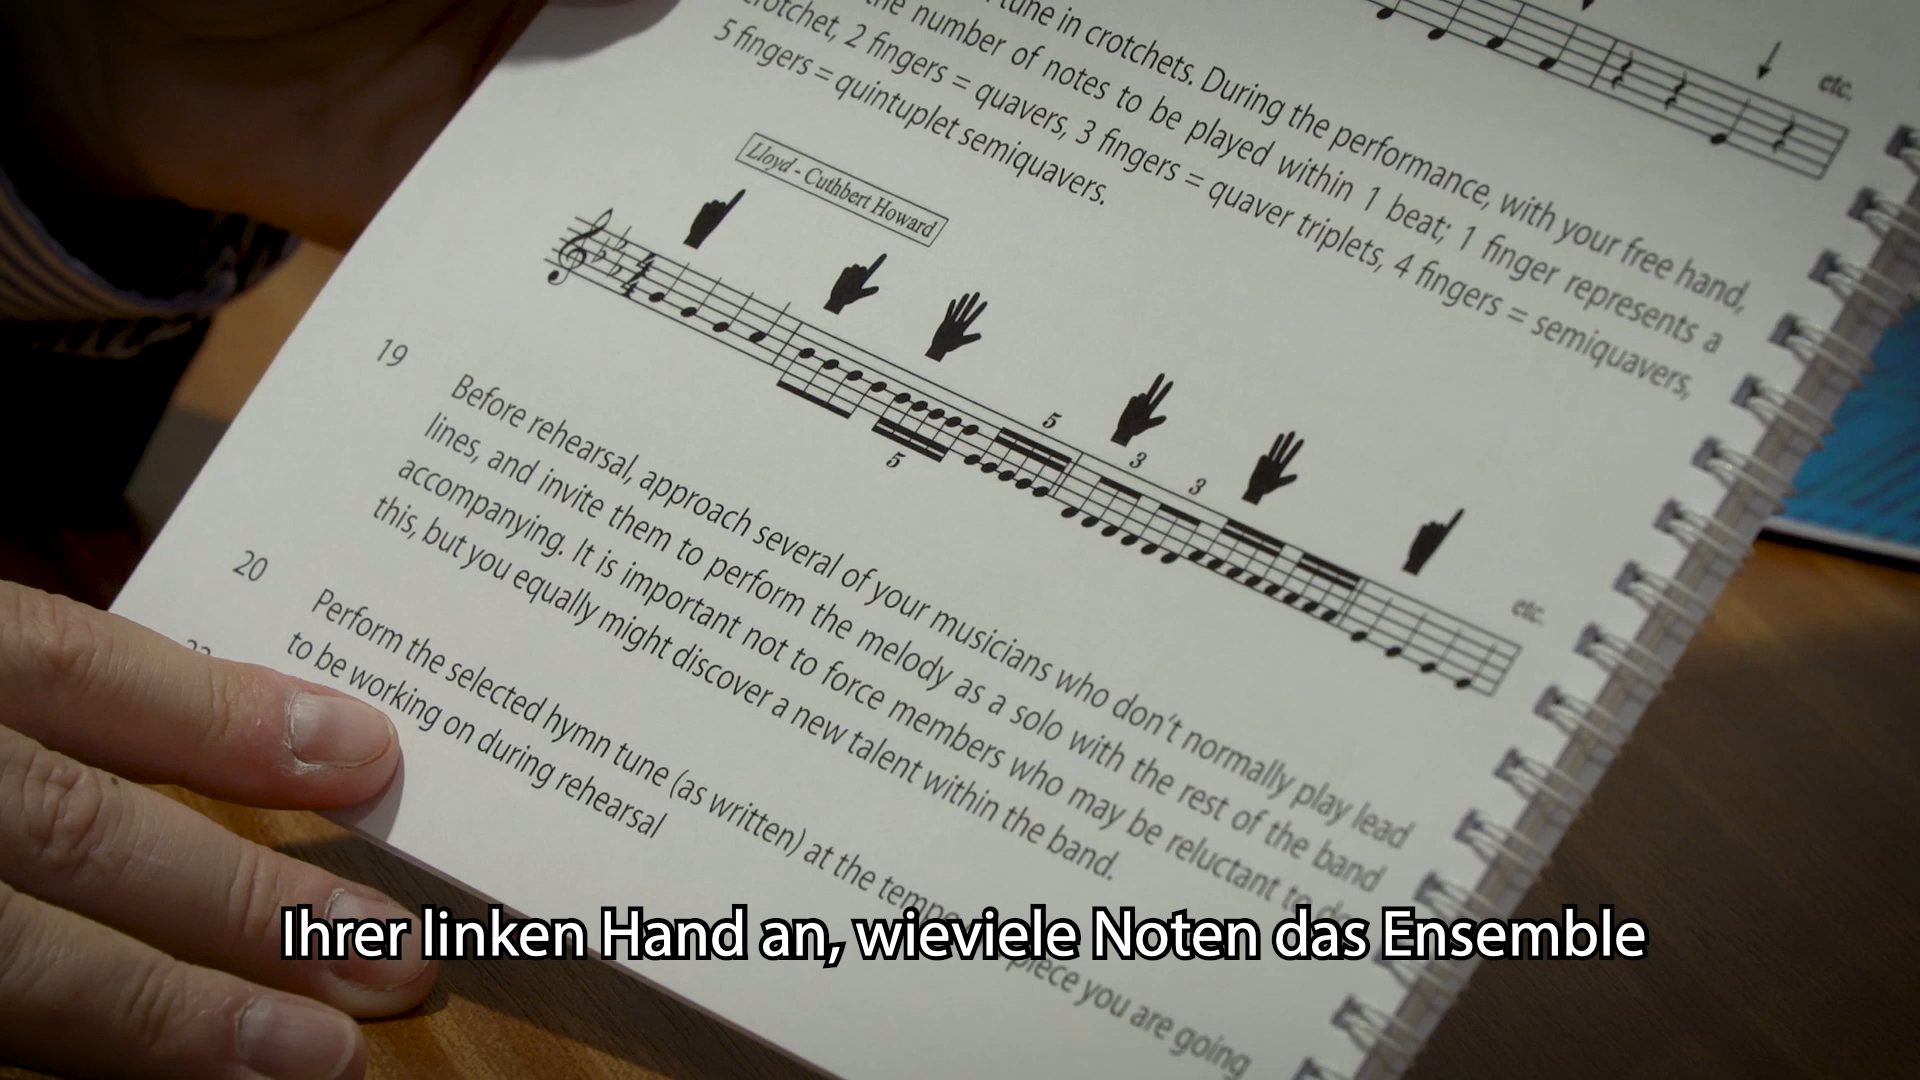 tune in crotchets. During the performance, with your free hand,
the number of notes to be played within 1 beat; 1 finger represents a
crotchet, 2 fingers = quavers, 3 fingers = quaver triplets, 4 fingers = semiquavers,
5 fingers = quintuplet semiquavers.
etc.
Lloyd - Cuthbert Howard
4
4
5
5
3
3
etc.
19
Before rehearsal, approach several of your musicians who don't normally play lead
lines, and invite them to perform the melody as a solo with the rest of the band
accompanying. It is important not to force members who may be reluctant to do
this, but you equally might discover a new talent within the band.
20
Perform the selected hymn tune (as written) at the tempo piece you are going
to be working on during rehearsal
Ihrer linken Hand an, wieviele Noten das Ensemble